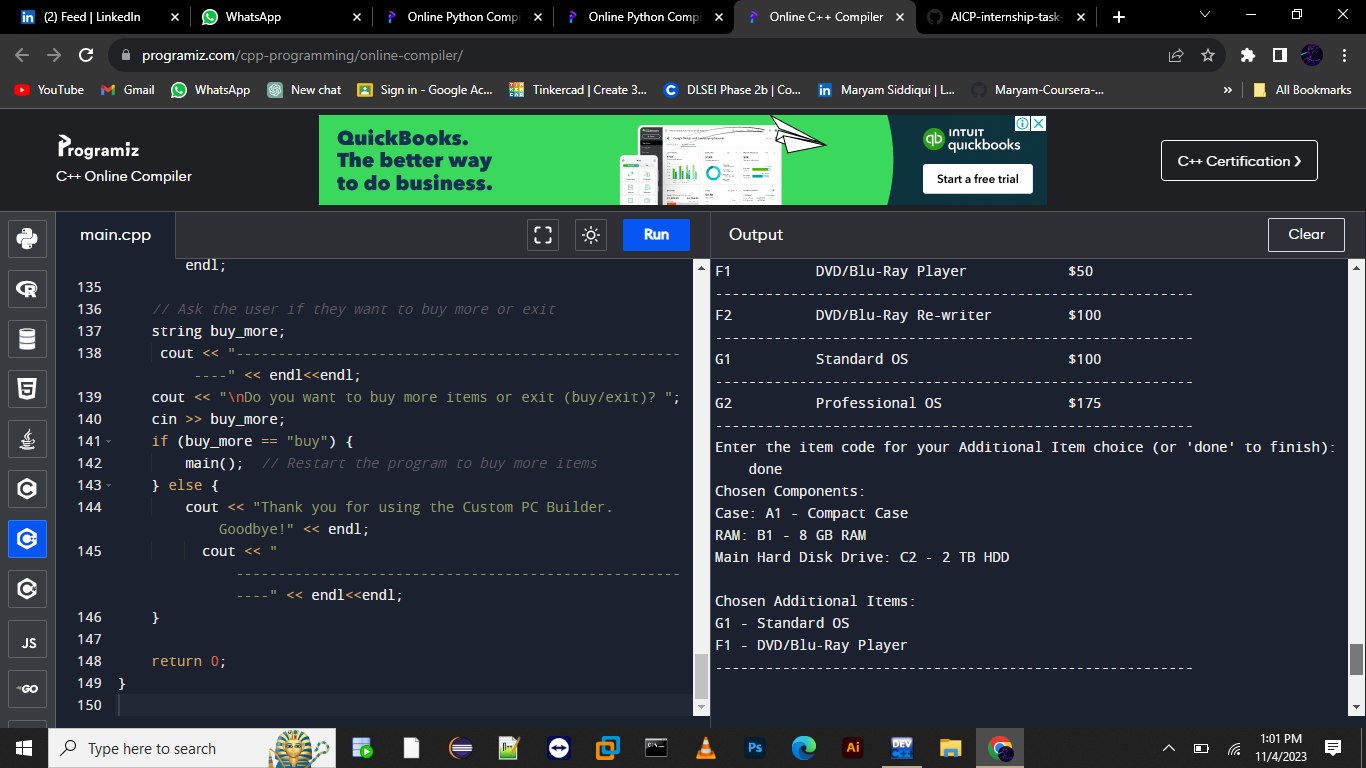 (2) Feed | LinkedIn
WhatsApp
Online Python Compi
Online Python Compi
Online C++ Compiler
AICP-internship-task
programiz.com/cpp-programming/online-compiler/
YouTube
Gmail
WhatsApp
New chat
Sign in - Google Ac...
Tinkercad | Create 3...
DLSEI Phase 2b | Co...
Maryam Siddiqui | L...
Maryam-Coursera-...
»
All Bookmarks
Programiz
C++ Online Compiler
QuickBooks.
The better way
to do business.
INTUIT
quickbooks
Start a free trial
C++ Certification ❯
main.cpp
Run
Output
Clear
endl;
135
136 // Ask the user if they want to buy more or exit
137 string buy_more;
138 cout << "-----------------------------------------------------
----" << endl<<endl;
139 cout << "\nDo you want to buy more items or exit (buy/exit)? ";
140 cin >> buy_more;
141 if (buy_more == "buy") {
142 main();  // Restart the program to buy more items
143 } else {
144 cout << "Thank you for using the Custom PC Builder.
Goodbye!" << endl;
145 cout << "
-----------------------------------------------------
----" << endl<<endl;
146 }
147
148 return 0;
149 }
150
F1 DVD/Blu-Ray Player $50
---------------------------------------------------------
F2 DVD/Blu-Ray Re-writer $100
---------------------------------------------------------
G1 Standard OS $100
---------------------------------------------------------
G2 Professional OS $175
---------------------------------------------------------
Enter the item code for your Additional Item choice (or 'done' to finish):
done
Chosen Components:
Case: A1 - Compact Case
RAM: B1 - 8 GB RAM
Main Hard Disk Drive: C2 - 2 TB HDD
Chosen Additional Items:
G1 - Standard OS
F1 - DVD/Blu-Ray Player
---------------------------------------------------------
JS
GO
Type here to search
Ps
Ai
DEV
1:01 PM
11/4/2023